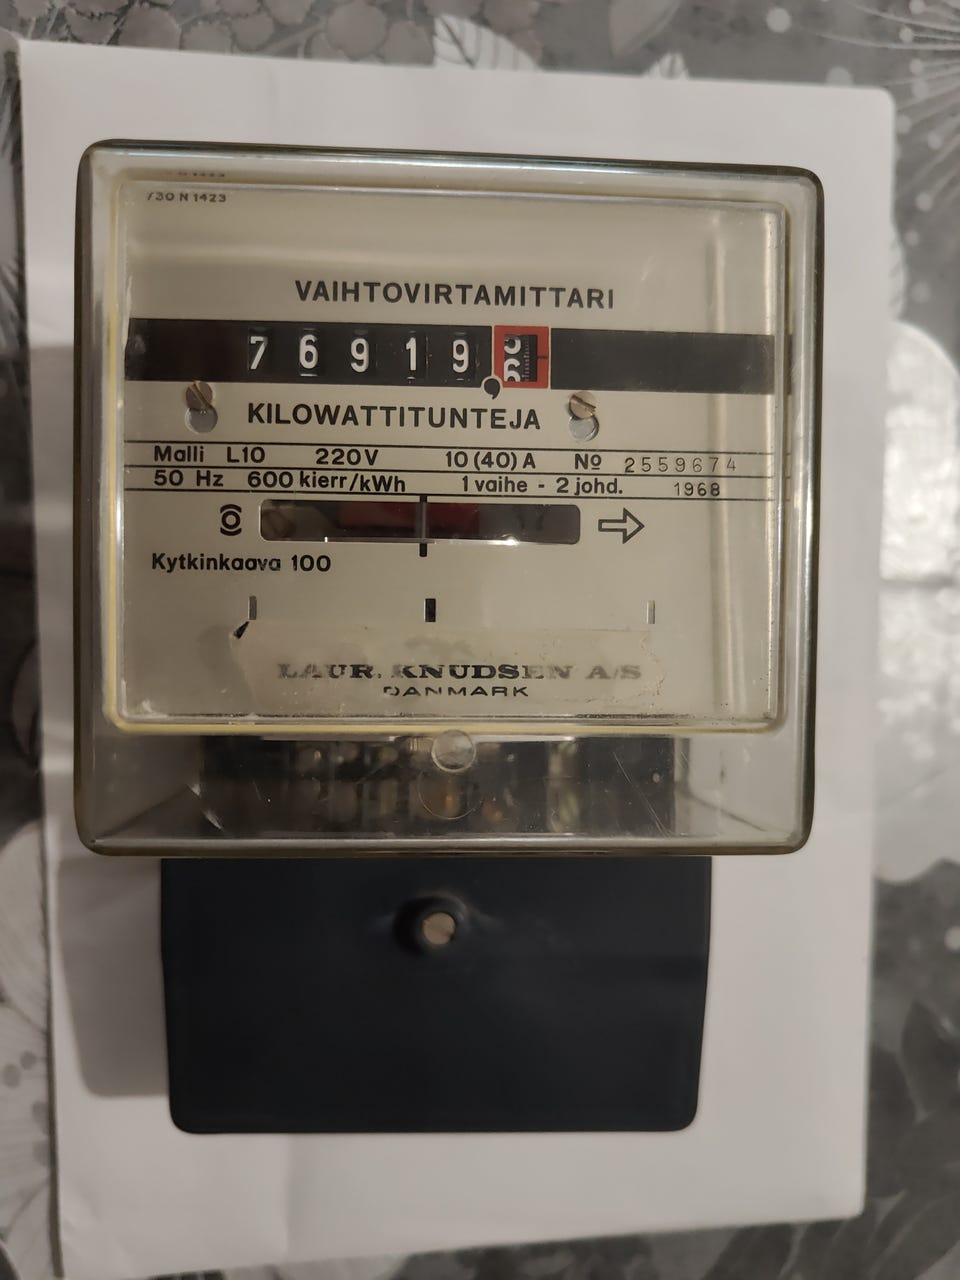 730 N 1423
VAIHTOVIRTAMITTARI
7 6 9 1 9 ,
KILOWATTITUNTEJA
Malli L10 220V 10 (40) A № 2559674
50 Hz 600 kierr/kWh 1 vaihe - 2 johd. 1968
Kytkinkaava 100
LAUR. KNUDSEN A/S
DANMARK